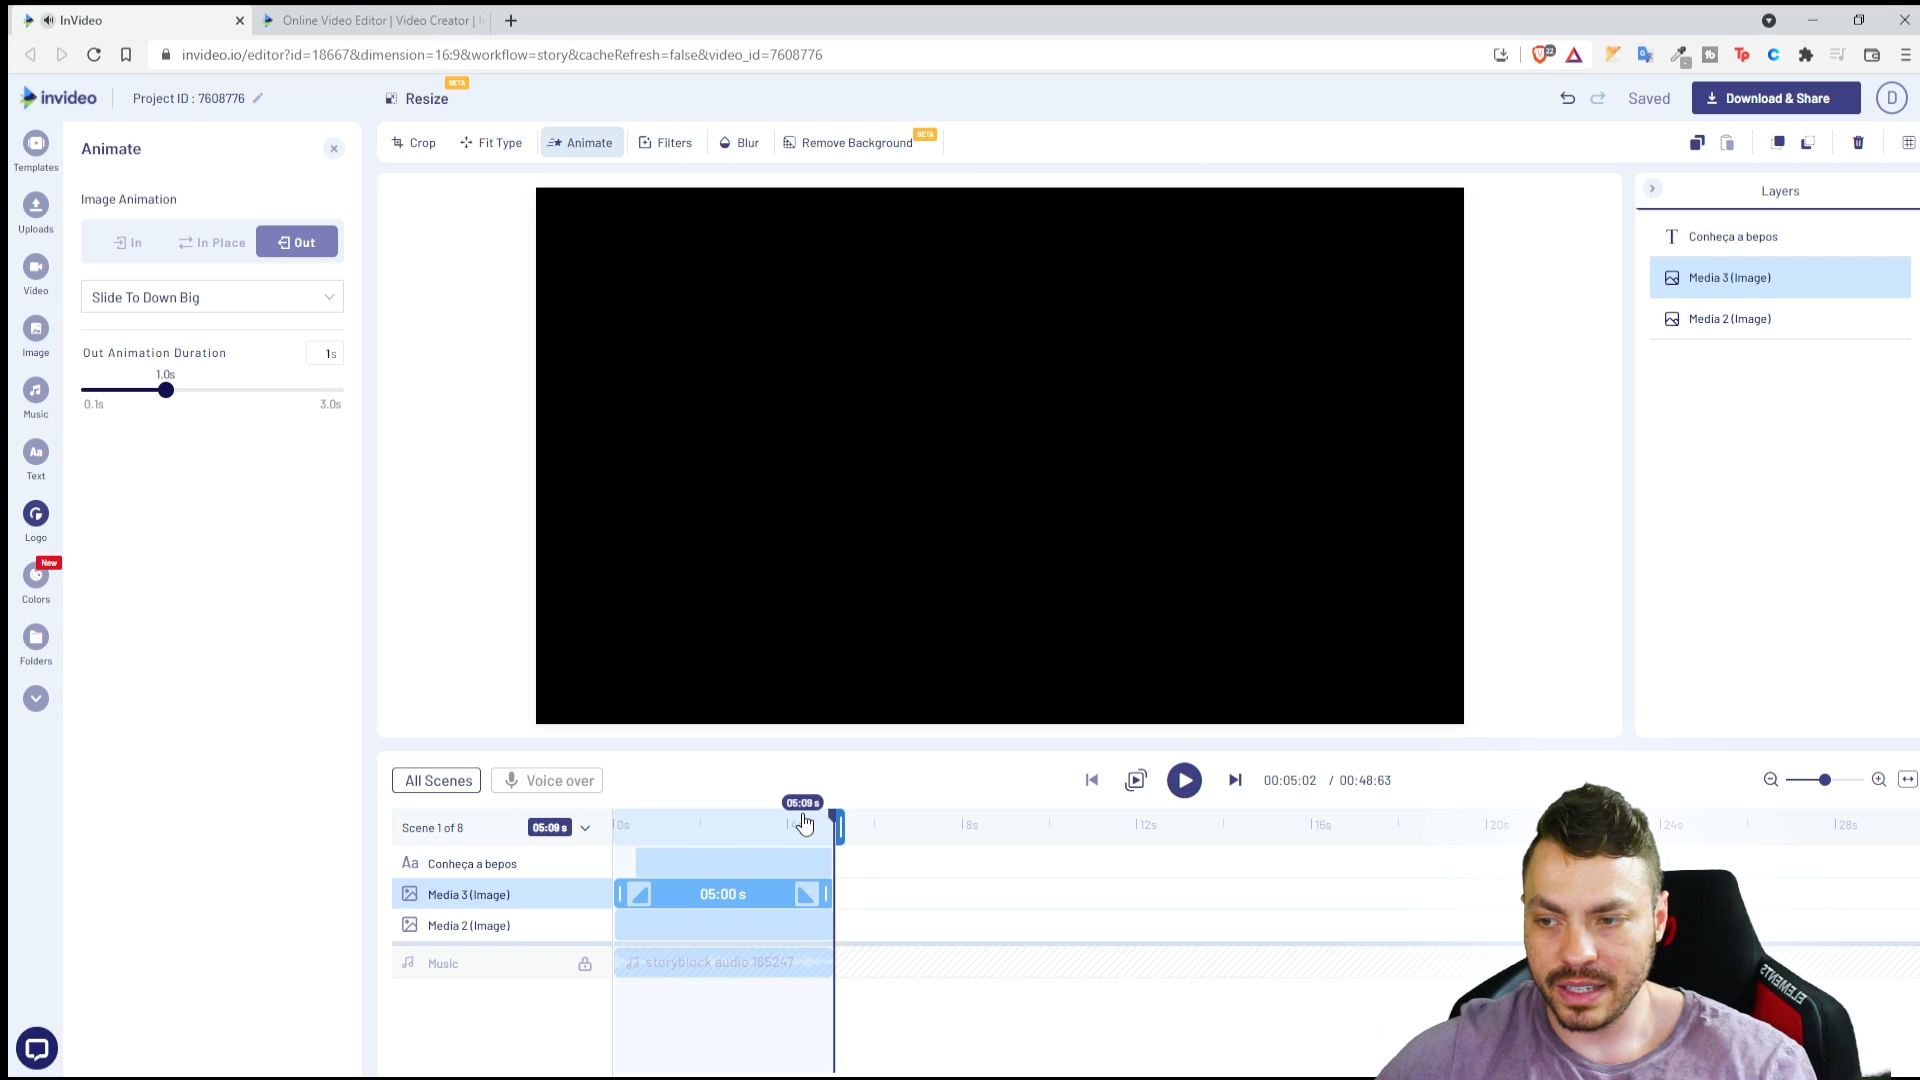 InVideo
Online Video Editor | Video Creator |
invideo.io/editor?id=18667&dimension=16:9&workflow=story&cacheRefresh=false&video_id=7608776
22
Tp
invideo
Project ID : 7608776
Resize
BETA
Saved
Download & Share
D
Templates
Uploads
Video
Image
Music
Aa
Text
Logo
New
Colors
Folders
Animate
Image Animation
In
In Place
Out
Slide To Down Big
Out Animation Duration
1s
1.0s
0.1s
3.0s
Crop
Fit Type
Animate
Filters
Blur
Remove Background
BETA
Layers
T Conheça a bepos
Media 3 (Image)
Media 2 (Image)
All Scenes
Voice over
00:05:02 / 00:48:63
05:09 s
Scene 1 of 8
05:09 s
0s
4s
8s
12s
16s
20s
24s
28s
Aa Conheça a bepos
Media 3 (Image)
05:00 s
Media 2 (Image)
Music
storyblock audio 165247
ELEMENTS